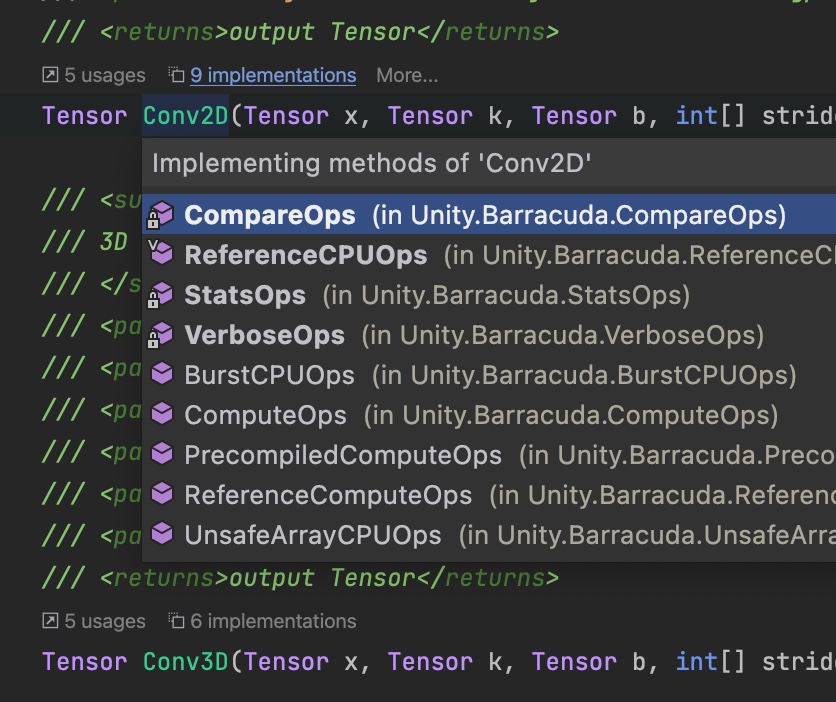 /// <returns>output Tensor</returns>
5 usages 9 implementations More...
Tensor Conv2D(Tensor x, Tensor k, Tensor b, int[] strid
Implementing methods of 'Conv2D'
/// <su
CompareOps (in Unity.Barracuda.CompareOps)
/// 3D
ReferenceCPUOps (in Unity.Barracuda.ReferenceC
/// </s
StatsOps (in Unity.Barracuda.StatsOps)
/// <pa
VerboseOps (in Unity.Barracuda.VerboseOps)
/// <pa
BurstCPUOps (in Unity.Barracuda.BurstCPUOps)
/// <pa
ComputeOps (in Unity.Barracuda.ComputeOps)
/// <pa
PrecompiledComputeOps (in Unity.Barracuda.Preco
/// <pa
ReferenceComputeOps (in Unity.Barracuda.Referenc
/// <pa
UnsafeArrayCPUOps (in Unity.Barracuda.UnsafeArra
/// <returns>output Tensor</returns>
5 usages 6 implementations
Tensor Conv3D(Tensor x, Tensor k, Tensor b, int[] strid